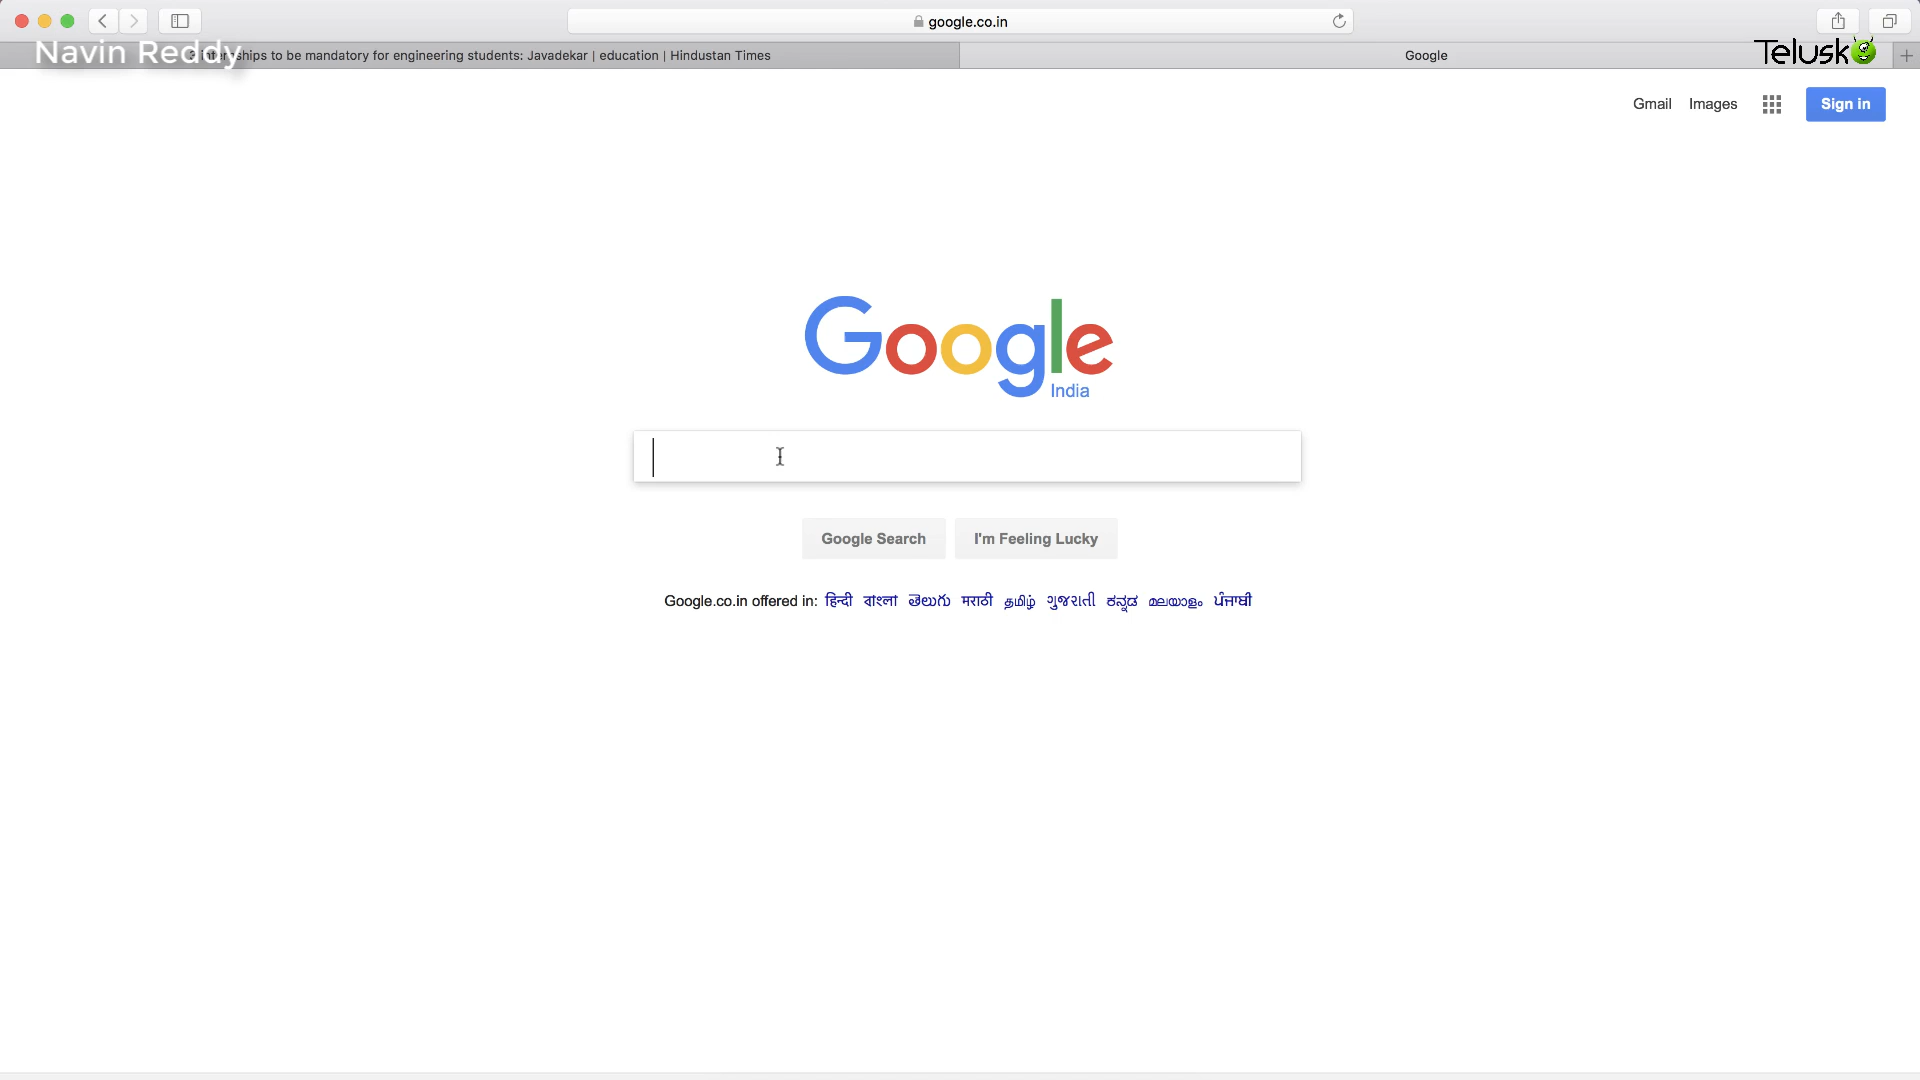 google.co.in
Navin Reddy
3 internships to be mandatory for engineering students: Javadekar | education | Hindustan Times
Google
Telusko
Gmail Images Sign in
Google
India
Google Search I'm Feeling Lucky
Google.co.in offered in: हिन्दी বাংলা తెలుగు मराठी தமிழ் ગુજરાતી ಕನ್ನಡ മലയാളം ਪੰਜਾਬੀ